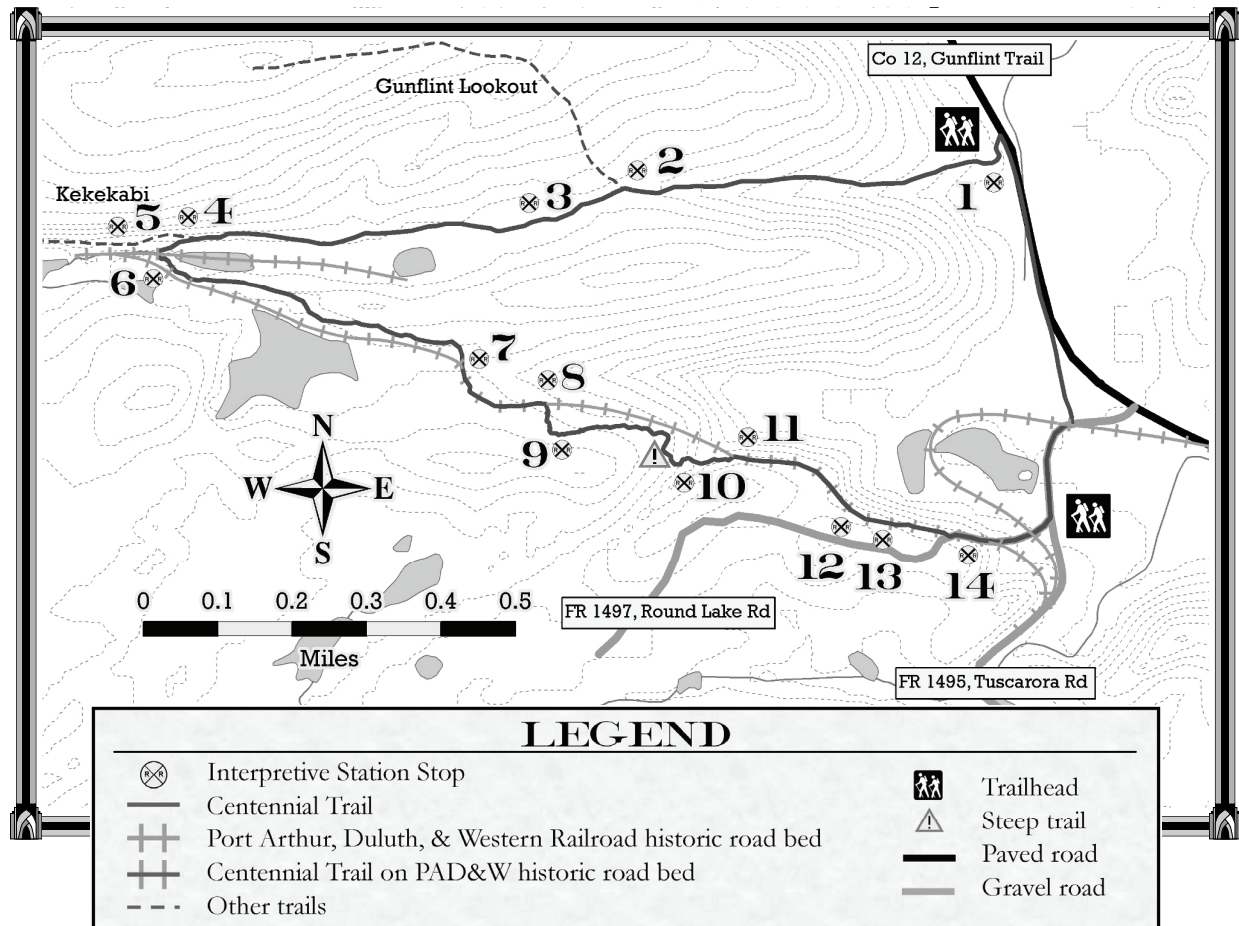 Co 12, Gunflint Trail
Gunflint Lookout
2
1
3
Kekekabi
5
4
6
7
8
9
11
10
N
W
E
S
12
13
14
0 0.1 0.2 0.3 0.4 0.5
Miles
FR 1497, Round Lake Rd
FR 1495, Tuscarora Rd
LEGEND
R R Interpretive Station Stop
Centennial Trail
Port Arthur, Duluth, & Western Railroad historic road bed
Centennial Trail on PAD&W historic road bed
Other trails
Trailhead
! Steep trail
Paved road
Gravel road